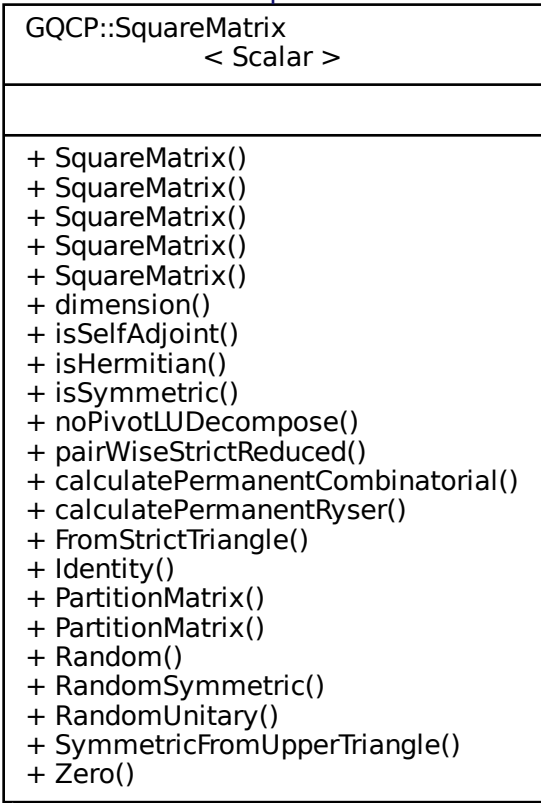 GQCP::SquareMatrix
< Scalar >
+ SquareMatrix()
+ SquareMatrix()
+ SquareMatrix()
+ SquareMatrix()
+ SquareMatrix()
+ dimension()
+ isSelfAdjoint()
+ isHermitian()
+ isSymmetric()
+ noPivotLUDecompose()
+ pairWiseStrictReduced()
+ calculatePermanentCombinatorial()
+ calculatePermanentRyser()
+ FromStrictTriangle()
+ Identity()
+ PartitionMatrix()
+ PartitionMatrix()
+ Random()
+ RandomSymmetric()
+ RandomUnitary()
+ SymmetricFromUpperTriangle()
+ Zero()